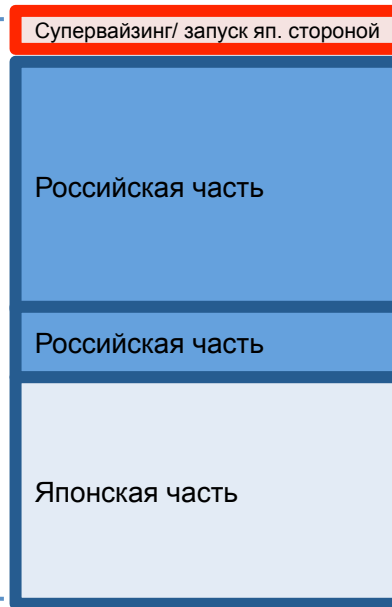 Супервайзинг/ запуск яп. стороной
Российская часть
Российская часть
Японская часть